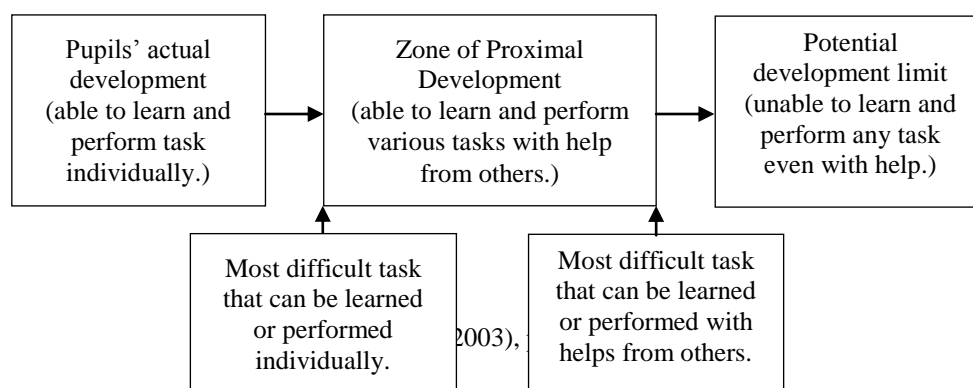 Pupils’ actual
development
(able to learn and
perform task
individually.)
Zone of Proximal
Development
(able to learn and perform
various tasks with help
from others.)
Potential
development limit
(unable to learn and
perform any task
even with help.)
Most difficult task
that can be learned
or performed
individually.
2003),
Most difficult task
that can be learned
or performed with
helps from others.